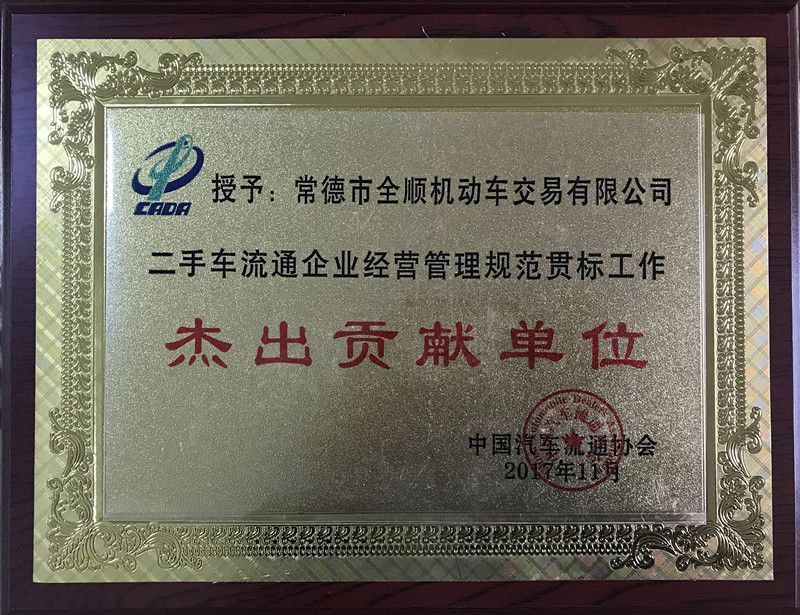 CADA
授予：常德市全顺机动车交易有限公司
二手车流通企业经营管理规范贯标工作
杰出贡献单位
中国汽车流通协会
2017年11月